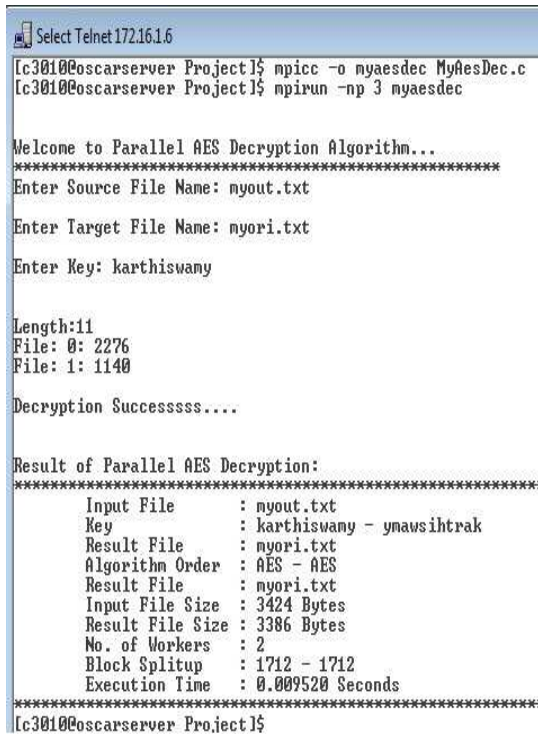 Select Telnet 172.16.1.6
[c3010@oscarserver Project]$ mpicc -o myaesdec MyAesDec.c
[c3010@oscarserver Project]$ mpirun -np 3 myaesdec
Welcome to Parallel AES Decryption Algorithm...
******************************************************
Enter Source File Name: myout.txt
Enter Target File Name: myori.txt
Enter Key: karthiswamy
Length:11
File: 0: 2276
File: 1: 1140
Decryption Successssss....
Result of Parallel AES Decryption:
**********************************************************
Input File : myout.txt
Key : karthiswamy - ymawsihtrak
Result File : myori.txt
Algorithm Order : AES - AES
Result File : myori.txt
Input File Size : 3424 Bytes
Result File Size : 3386 Bytes
No. of Workers : 2
Block Splitup : 1712 - 1712
Execution Time : 0.009520 Seconds
**********************************************************
[c3010@oscarserver Project]$